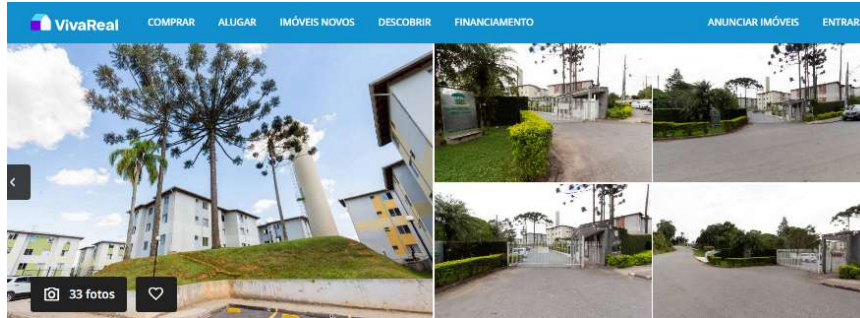 VivaReal COMPRAR ALUGAR IMÓVEIS NOVOS DESCOBRIR FINANCIAMENTO ANUNCIAR IMÓVEIS ENTRAR
33 fotos